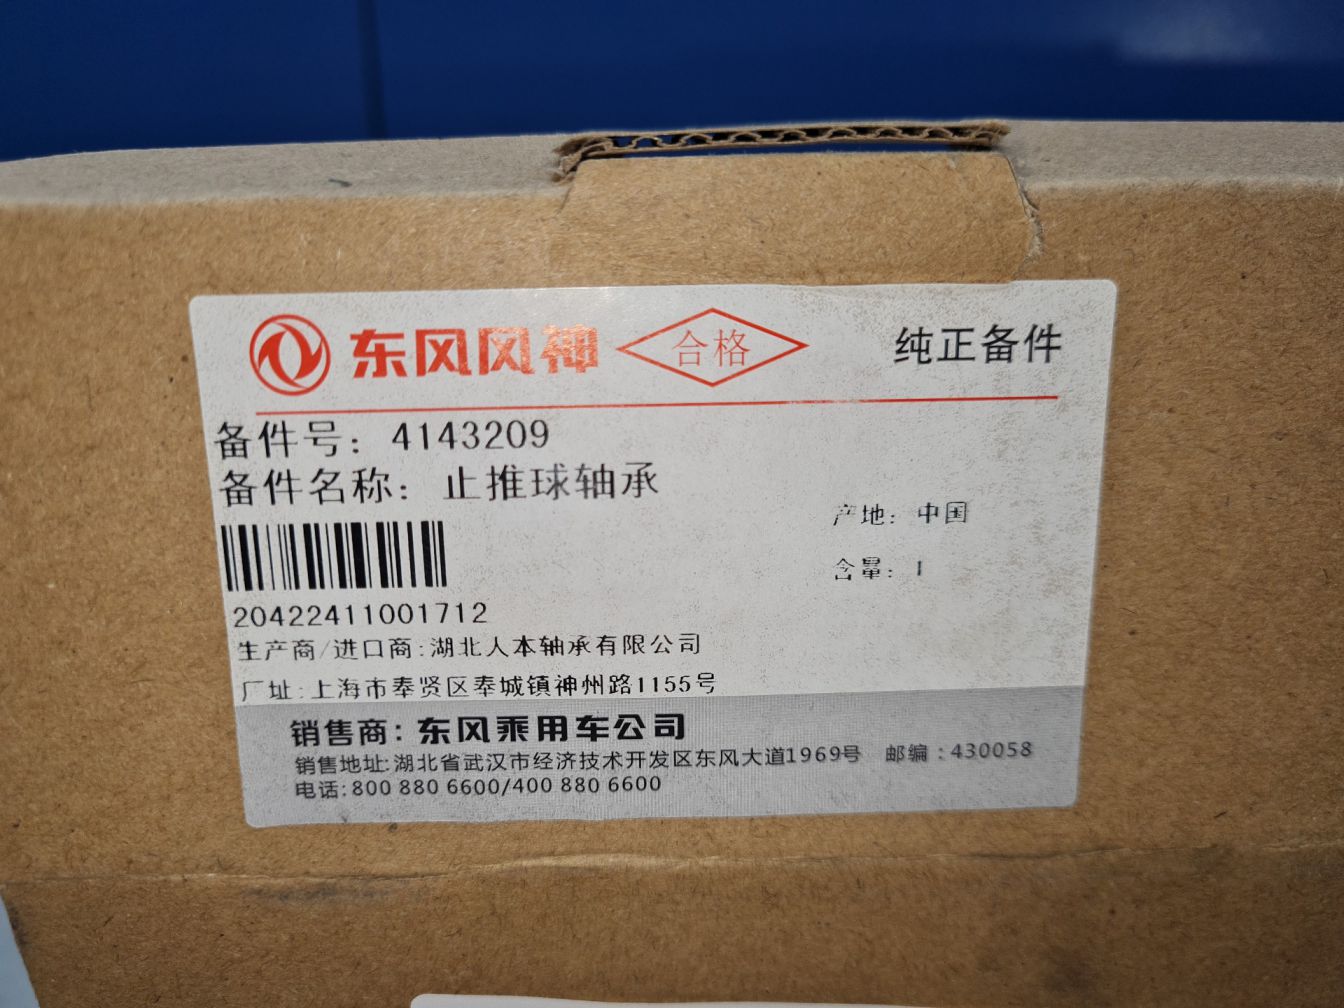 东风风神 合格 纯正备件
备件号: 4143209
备件名称: 止推球轴承
产地: 中国
含量: 1
20422411001712
生产商/进口商:湖北人本轴承有限公司
厂址:上海市奉贤区奉城镇神州路1155号
销售商: 东风乘用车公司
销售地址:湖北省武汉市经济技术开发区东风大道1969号 邮编:430058
电话:800 880 6600/400 880 6600